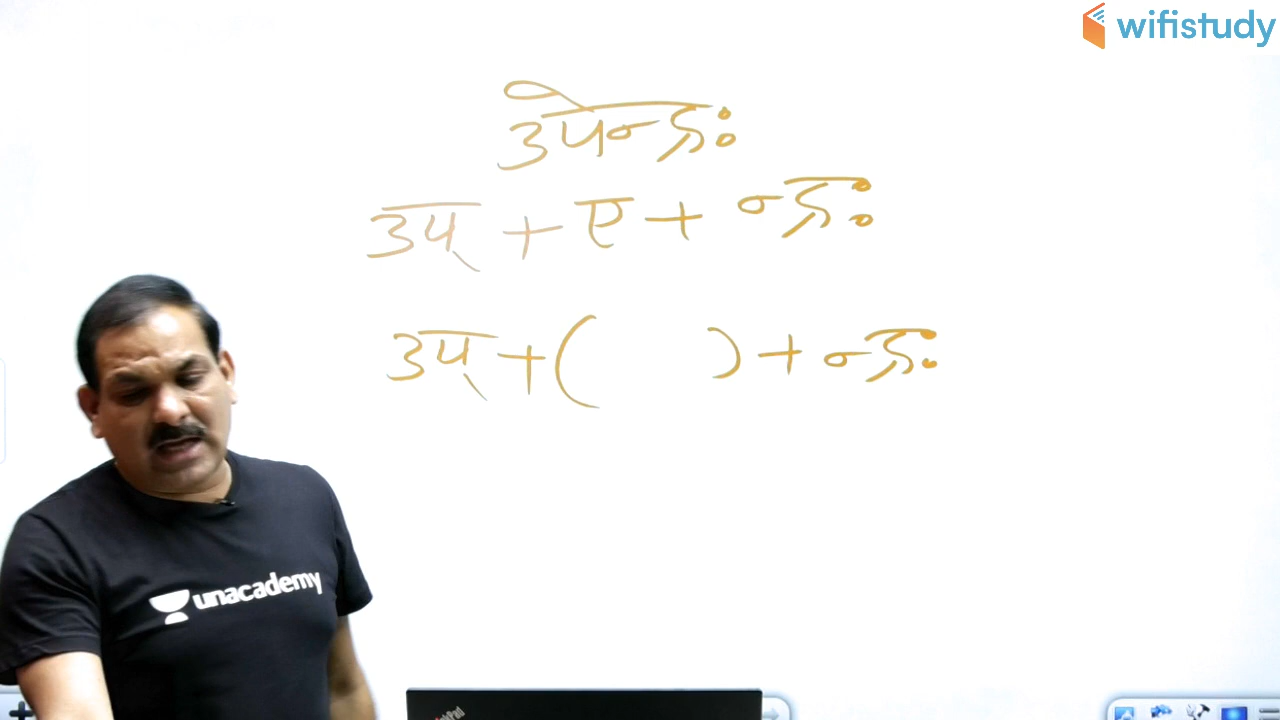 wifistudy
उपेन्द्रः
उप् + ए + न्द्रः
उप् + ( ) + न्द्रः
unacademy